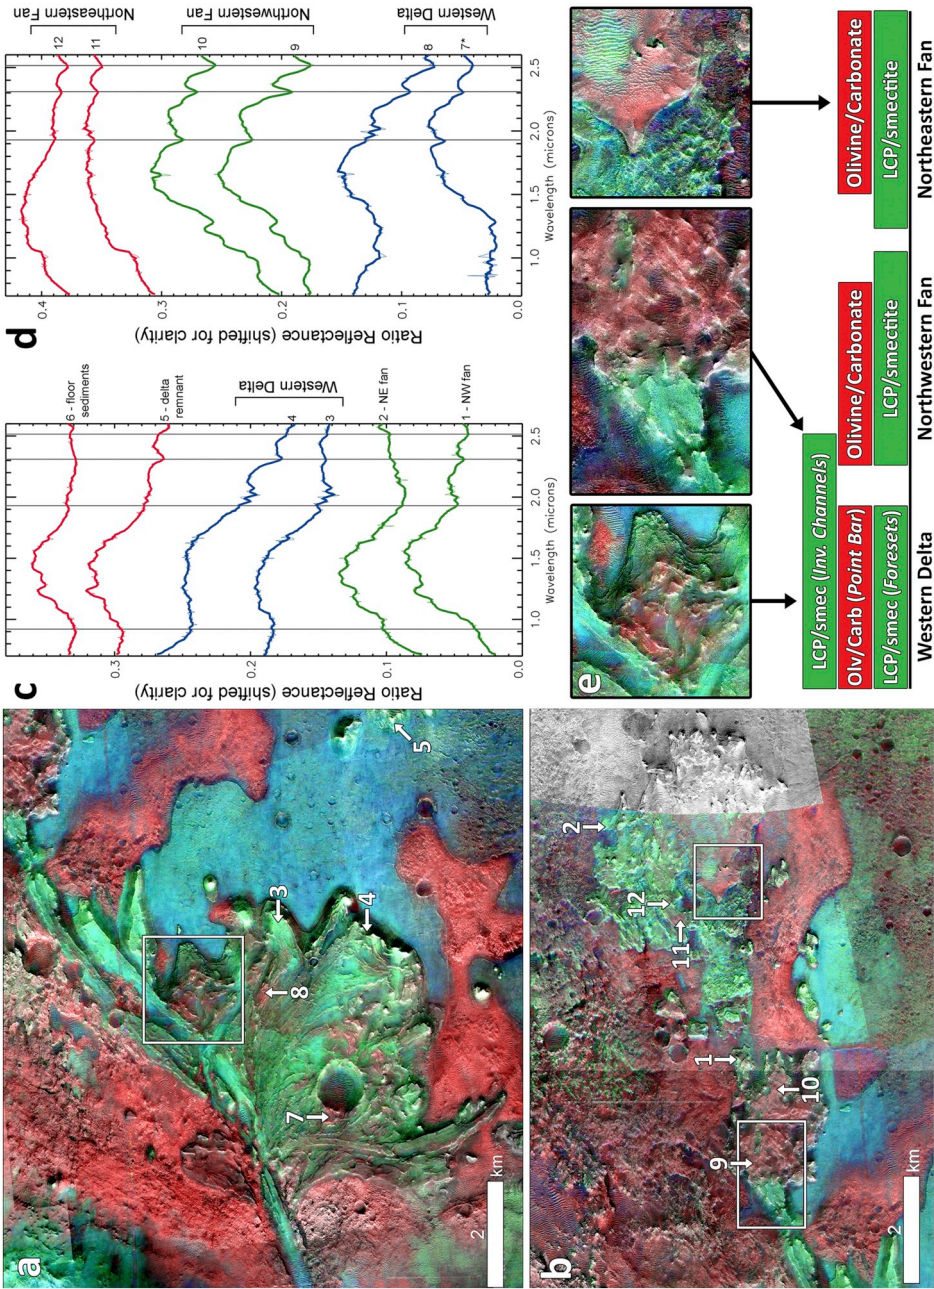 a
3
4
5
7
8
2
km
b
1
2
9
10
11
12
2
km
c
Ratio Reflectance (shifted for clarity)
0.3
0.2
0.1
0.0
1.0
1.5
2.0
2.5
Wavelength (microns)
6 - floor
sediments
5 - delta
remnant
4
3
Western Delta
2 - NE fan
1 - NW fan
d
Ratio Reflectance (shifted for clarity)
0.4
0.3
0.2
0.1
0.0
1.0
1.5
2.0
2.5
Wavelength (microns)
12
11
Northeastern Fan
10
9
Northwestern Fan
8
7*
Western Delta
e
LCP/smec (Inv. Channels)
Olv/Carb (Point Bar)
LCP/smec (Foresets)
Western Delta
Olivine/Carbonate
LCP/smectite
Northwestern Fan
Olivine/Carbonate
LCP/smectite
Northeastern Fan